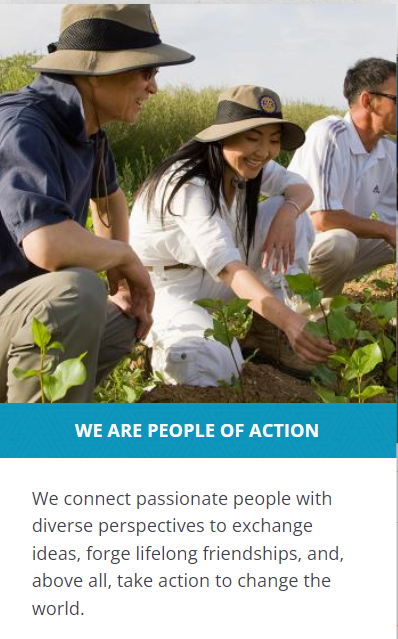 WE ARE PEOPLE OF ACTION
We connect passionate people with
diverse perspectives to exchange
ideas, forge lifelong friendships, and,
above all, take action to change the
world.